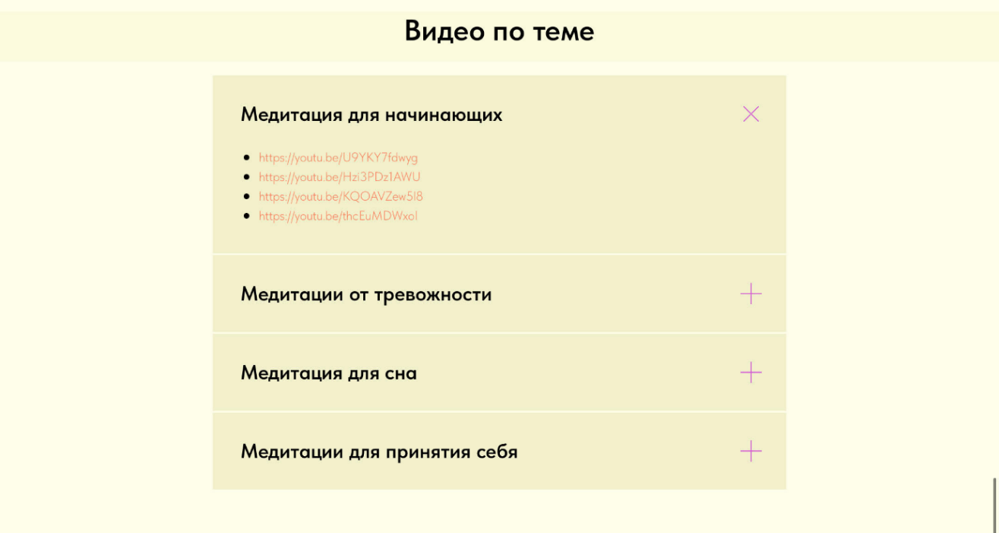 Видео по теме
Медитация для начинающих
https://youtu.be/U9YKY7fdwyg
https://youtu.be/Hzi3PDz1AWU
https://youtu.be/KQOAVZew5l8
https://youtu.be/thcEuMDWxoI
Медитации от тревожности
Медитация для сна
Медитации для принятия себя